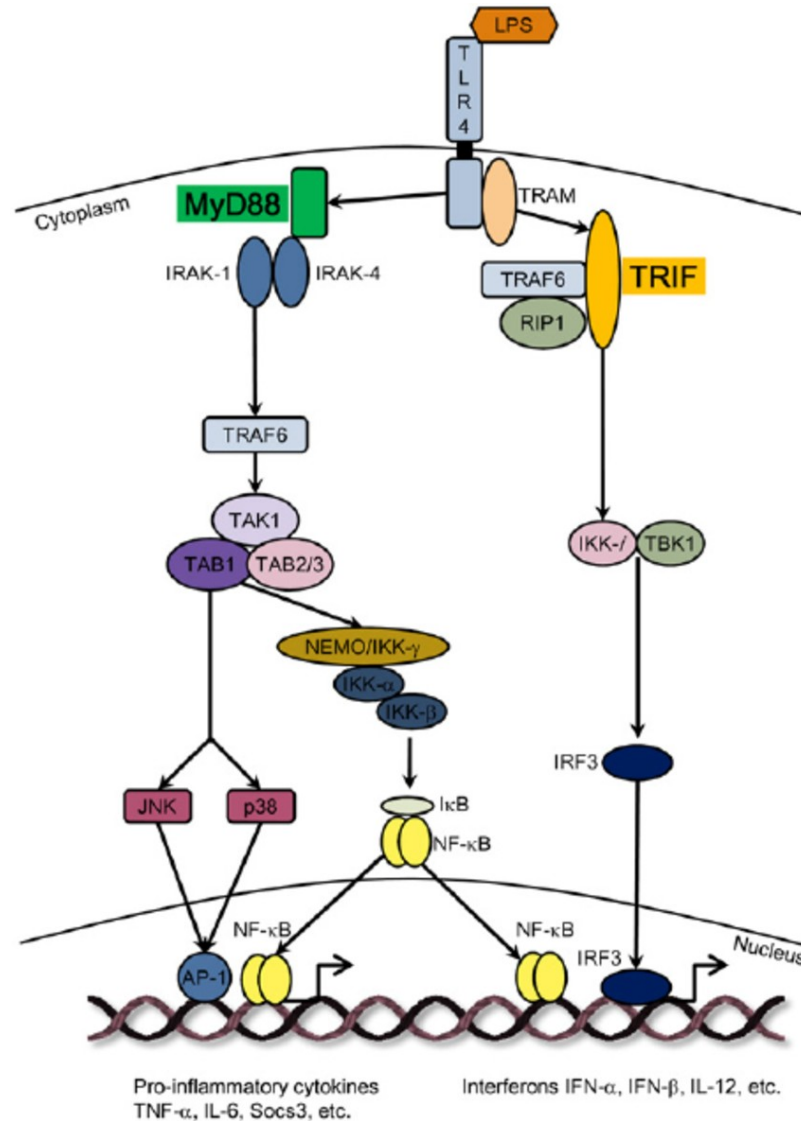 LPS
T
L
R
4
Cytoplasm
MyD88
TRAM
IRAK-1
IRAK-4
TRAF6
RIP1
TRIF
TRAF6
TAK1
TAB1
TAB2/3
NEMO/IKK-γ
IKK-α
IKK-β
IKK-/
TBK1
JNK
p38
IκB
NF-κB
IRF3
NF-κB
NF-κB
IRF3
Nucleus
AP-1
Pro-inflammatory cytokines
TNF-α, IL-6, Socs3, etc.
Interferons IFN-α, IFN-β, IL-12, etc.